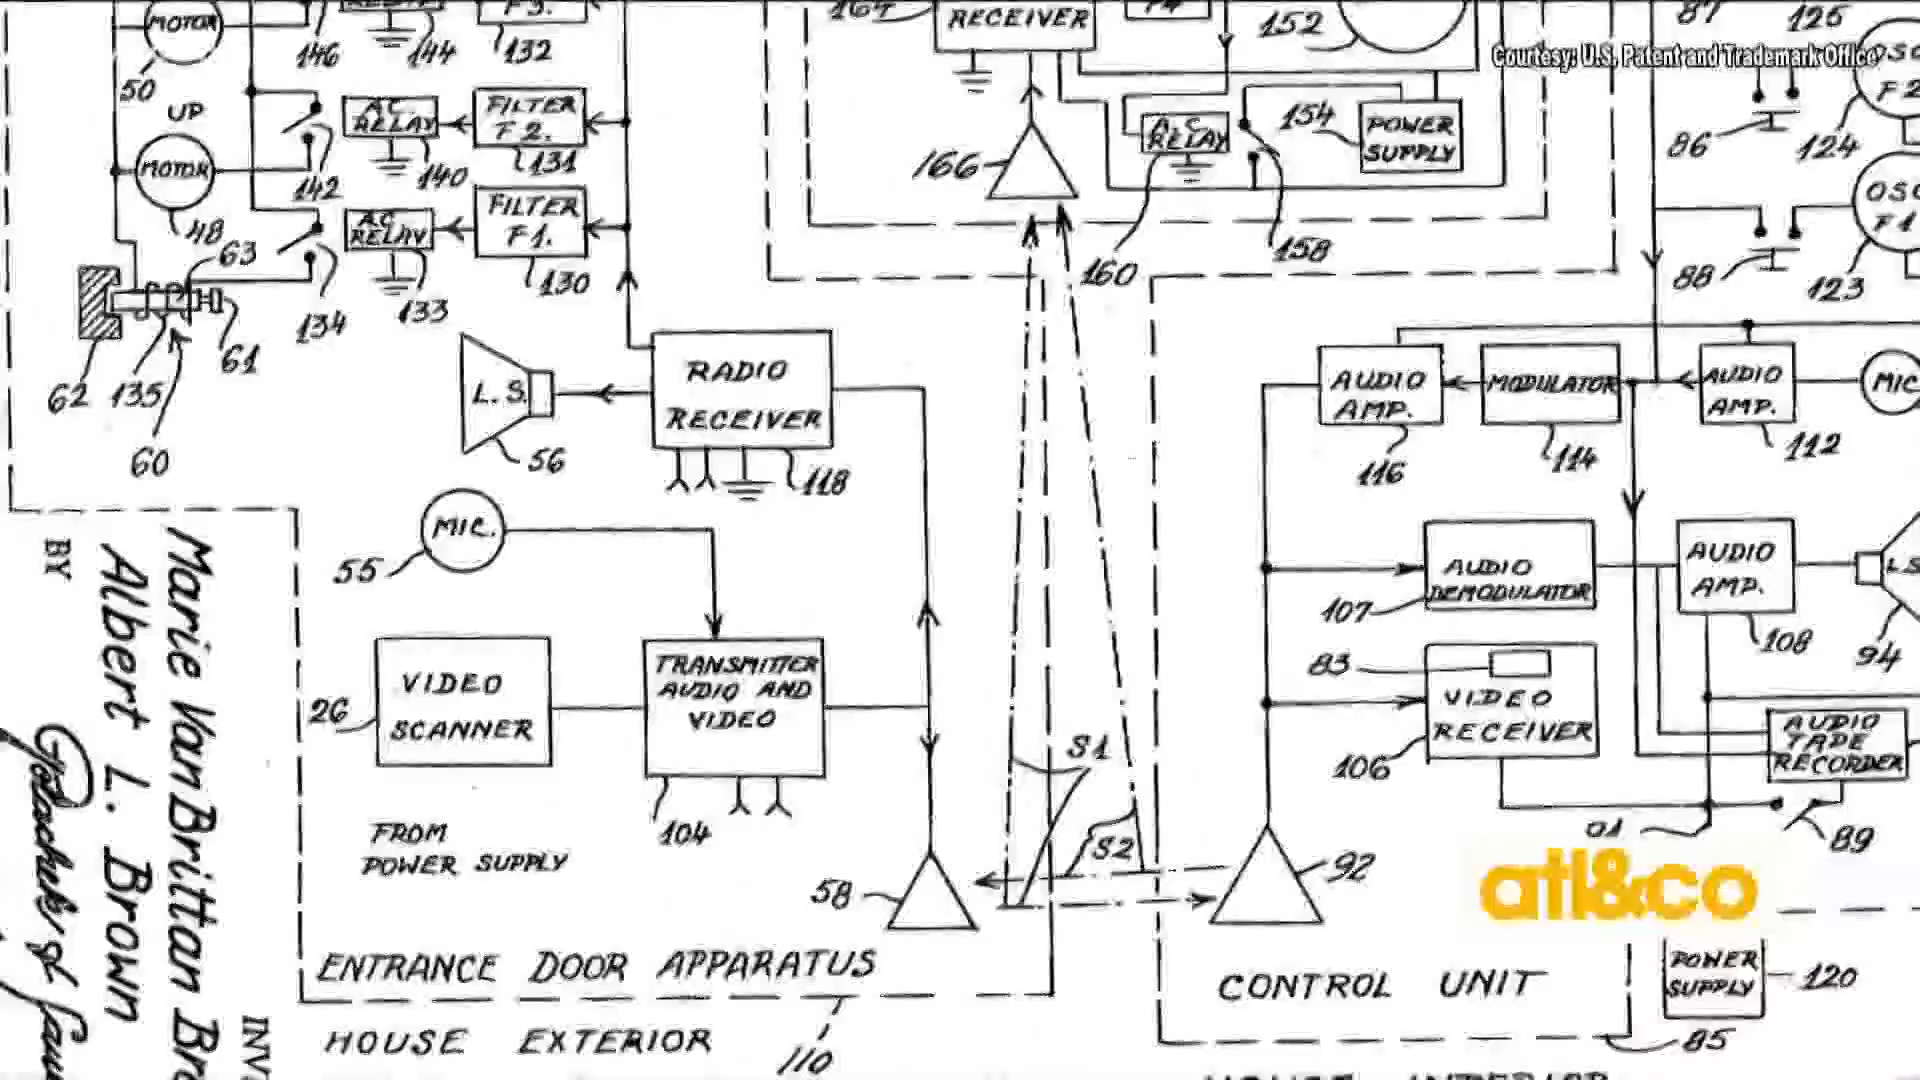 MOTOR
50
UP
MOTOR
48
146
144
132
F3.
A.C. RELAY
140
FILTER F2.
131
142
A.C. RELAY
133
FILTER F1.
130
63
134
62
135
61
60
L.S.
56
RADIO RECEIVER
118
MIC.
55
VIDEO SCANNER
26
TRANSMITTER AUDIO AND VIDEO
104
FROM POWER SUPPLY
58
ENTRANCE DOOR APPARATUS
HOUSE EXTERIOR
110
BY
Marie Van Brittan
Albert L. Brown
164
RECEIVER
152
Courtesy: U.S. Patent and Trademark Office
166
A.C. RELAY
160
158
154
POWER SUPPLY
S1
S2
92
87
125
86
124
F2
88
123
F1
AUDIO AMP.
116
MODULATOR
114
AUDIO AMP.
112
MIC
AUDIO DEMODULATOR
107
AUDIO AMP.
108
L.S.
94
83
VIDEO RECEIVER
106
AUDIO TAPE RECORDER
89
atl&co
CONTROL UNIT
POWER SUPPLY
120
85